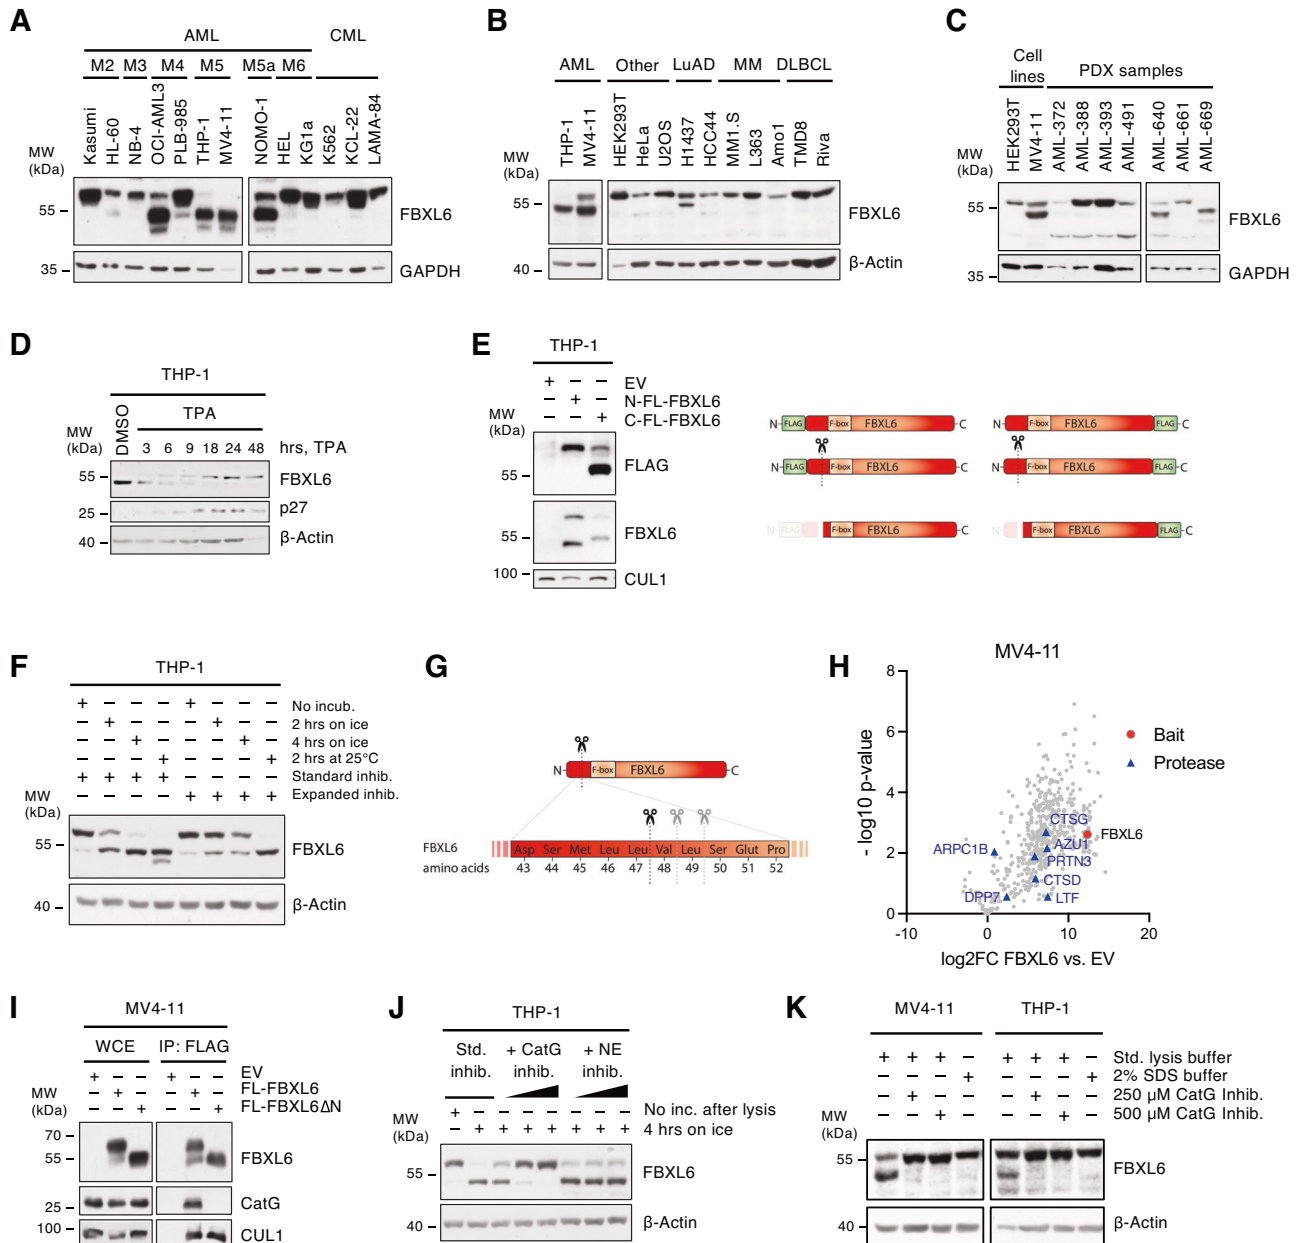 A
AML
CML
M2 M3 M4 M5 M5a M6
Kasumi HL-60 NB-4 OCI-AML3 PLB-985 THP-1 MV4-11 NOMO-1 HEL KG1a K562 KCL-22 LAMA-84
MW
(kDa)
55
FBXL6
35
GAPDH
B
AML Other LuAD MM DLBCL
THP-1 MV4-11 HEK293T HeLa U2OS H1437 HCC44 MM1.S L363 Amo1 TMD8 Riva
MW
(kDa)
55
FBXL6
40
β-Actin
C
Cell
lines
PDX samples
HEK293T MV4-11 AML-372 AML-388 AML-393 AML-491 AML-640 AML-661 AML-669
MW
(kDa)
55
FBXL6
35
GAPDH
D
THP-1
DMSO
TPA
MW
(kDa)
3 6 9 18 24 48 hrs, TPA
55
FBXL6
25
p27
40
β-Actin
E
THP-1
+ − − EV
− + − N-FL-FBXL6
− − + C-FL-FBXL6
MW
(kDa)
55
FLAG
55
FBXL6
100
CUL1
N- FLAG F-box FBXL6 -C
N- F-box FBXL6 FLAG -C
N- FLAG F-box FBXL6 -C
N- F-box FBXL6 FLAG -C
N- FLAG F-box FBXL6 -C
N- F-box FBXL6 FLAG -C
F
THP-1
+ − − − + − − − No incub.
− + − − − + − − 2 hrs on ice
− − + − − − + − 4 hrs on ice
− − − + − − − + 2 hrs at 25°C
+ + + + − − − − Standard inhib.
− − − − + + + + Expanded inhib.
MW
(kDa)
55
FBXL6
40
β-Actin
G
N- F-box FBXL6 -C
FBXL6 Asp Ser Met Leu Leu Val Leu Ser Glut Pro
amino acids 43 44 45 46 47 48 49 50 51 52
H
MV4-11
8
6
4
2
0
-10 0 10 20
- log10 p-value
log2FC FBXL6 vs. EV
Bait
Protease
CTSG
FBXL6
ARPC1B
AZU1
PRTN3
CTSD
DPP7
LTF
I
MV4-11
WCE IP: FLAG
+ − − + − − EV
− + − − + − FL-FBXL6
− − + − − + FL-FBXL6ΔN
MW
(kDa)
70
55
FBXL6
25
CatG
100
CUL1
J
THP-1
Std.
inhib.
+ CatG
inhib.
+ NE
inhib.
+ − − − − − − − No inc. after lysis
− + + + + + + + 4 hrs on ice
MW
(kDa)
55
FBXL6
40
β-Actin
K
MV4-11 THP-1
+ + + − + + + − Std. lysis buffer
− − − + − − − + 2% SDS buffer
− + − − − + − − 250 µM CatG Inhib.
− − + − − − + − 500 µM CatG Inhib.
MW
(kDa)
55
FBXL6
40
β-Actin